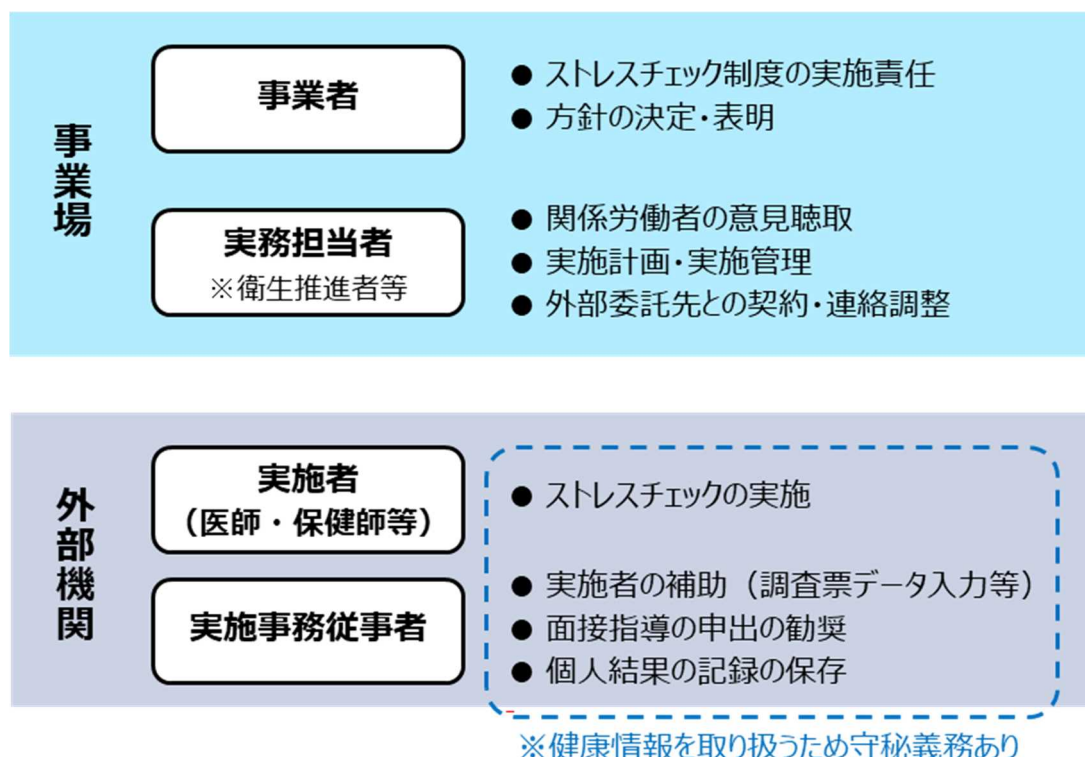 事業場
事業者
● ストレスチェック制度の実施責任
● 方針の決定・表明
実務担当者
※衛生推進者等
● 関係労働者の意見聴取
● 実施計画・実施管理
● 外部委託先との契約・連絡調整
外部機関
実施者
（医師・保健師等）
● ストレスチェックの実施
実施事務従事者
● 実施者の補助（調査票データ入力等）
● 面接指導の申出の勧奨
● 個人結果の記録の保存
※健康情報を取り扱うため守秘義務あり